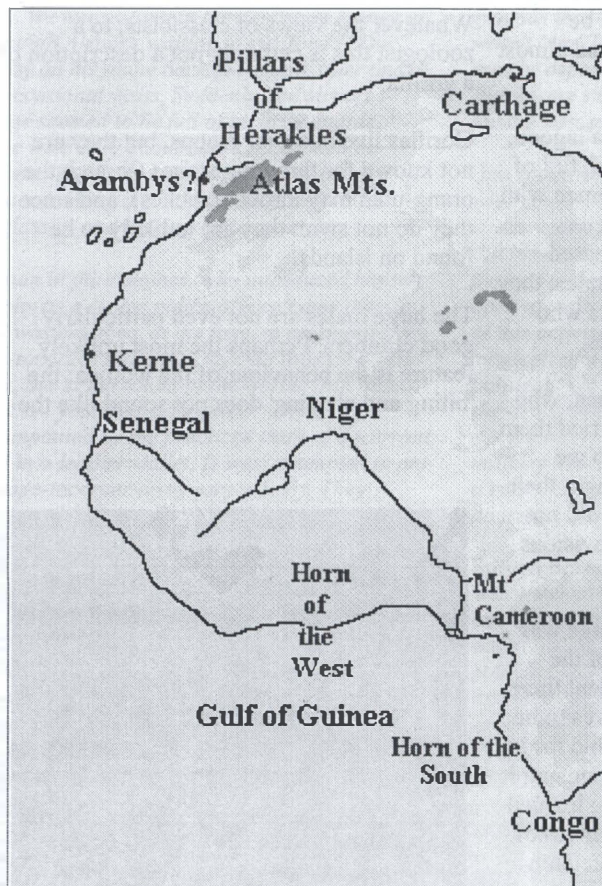 Pillars
of
Herakles
Carthage
Arambys?
Atlas Mts.
Kerne
Senegal
Niger
Horn
of
the
West
Mt
Cameroon
Gulf of Guinea
Horn of the
South
Congo